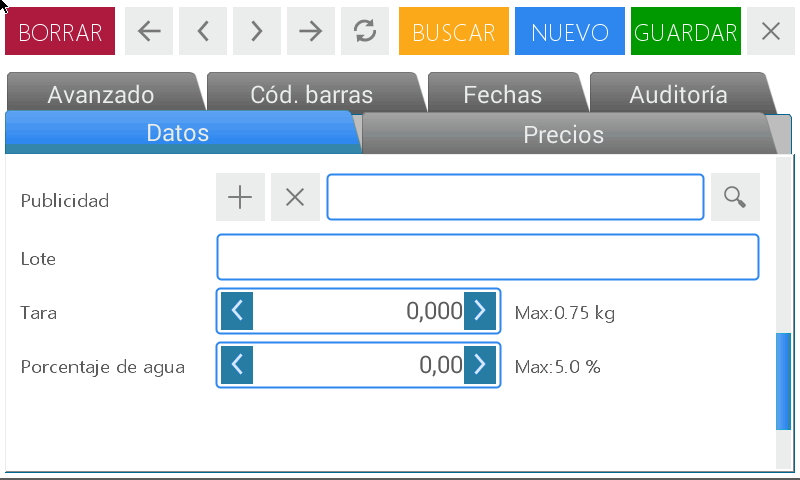 BORRAR BUSCAR NUEVO GUARDAR
Avanzado Cód. barras Fechas Auditoría
Datos Precios
Publicidad
Lote
Tara 0,000 Max:0.75 kg
Porcentaje de agua 0,00 Max:5.0 %